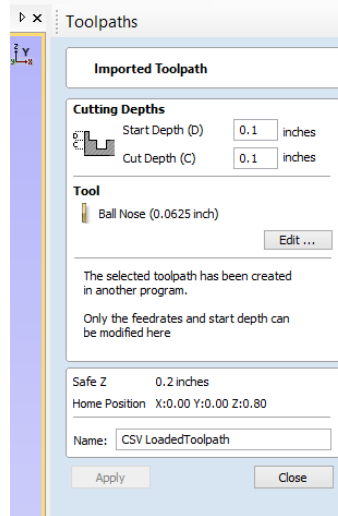 Toolpaths
Z Y
Imported Toolpath
Cutting Depths
Start Depth (D) 0.1 inches
Cut Depth (C) 0.1 inches
Tool
Ball Nose (0.0625 inch)
Edit ...
The selected toolpath has been created
in another program.
Only the feedrates and start depth can
be modified here
Safe Z 0.2 inches
Home Position X:0.00 Y:0.00 Z:0.80
Name: CSV LoadedToolpath
Apply Close